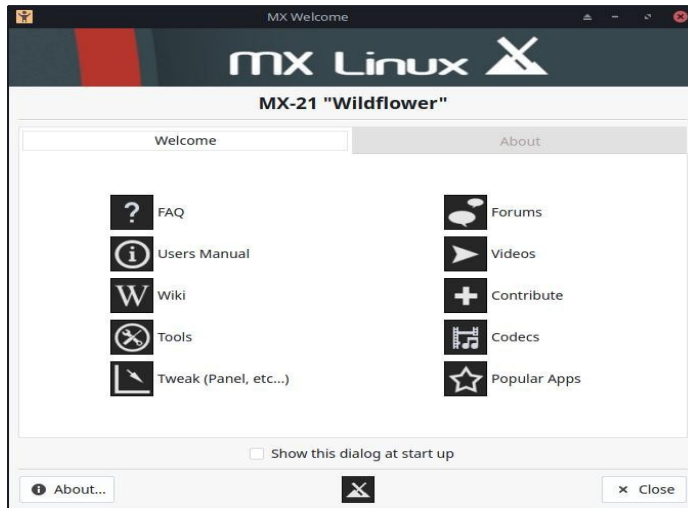 MX Welcome
MX Linux
MX-21 "Wildflower"
Welcome About
FAQ Forums
Users Manual Videos
Wiki Contribute
Tools Codecs
Tweak (Panel, etc...) Popular Apps
Show this dialog at start up
About... Close